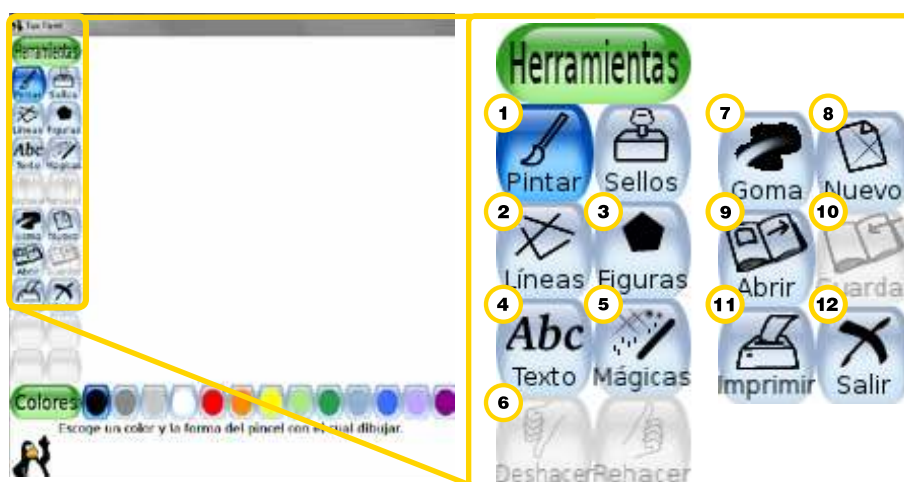 Tux Paint
Herramientas
Pintar Sellos
Líneas Figuras
Texto Mágicas
Goma Nuevo
Abrir
Colores
Escoge un color y la forma del pincel con el cual dibujar.
Herramientas
1
Pintar Sellos
2 3
Líneas Figuras
4 5
Abc
Texto Mágicas
6
Deshacer Rehacer
7 8
Goma Nuevo
9 10
Abrir Guardar
11 12
Imprimir Salir